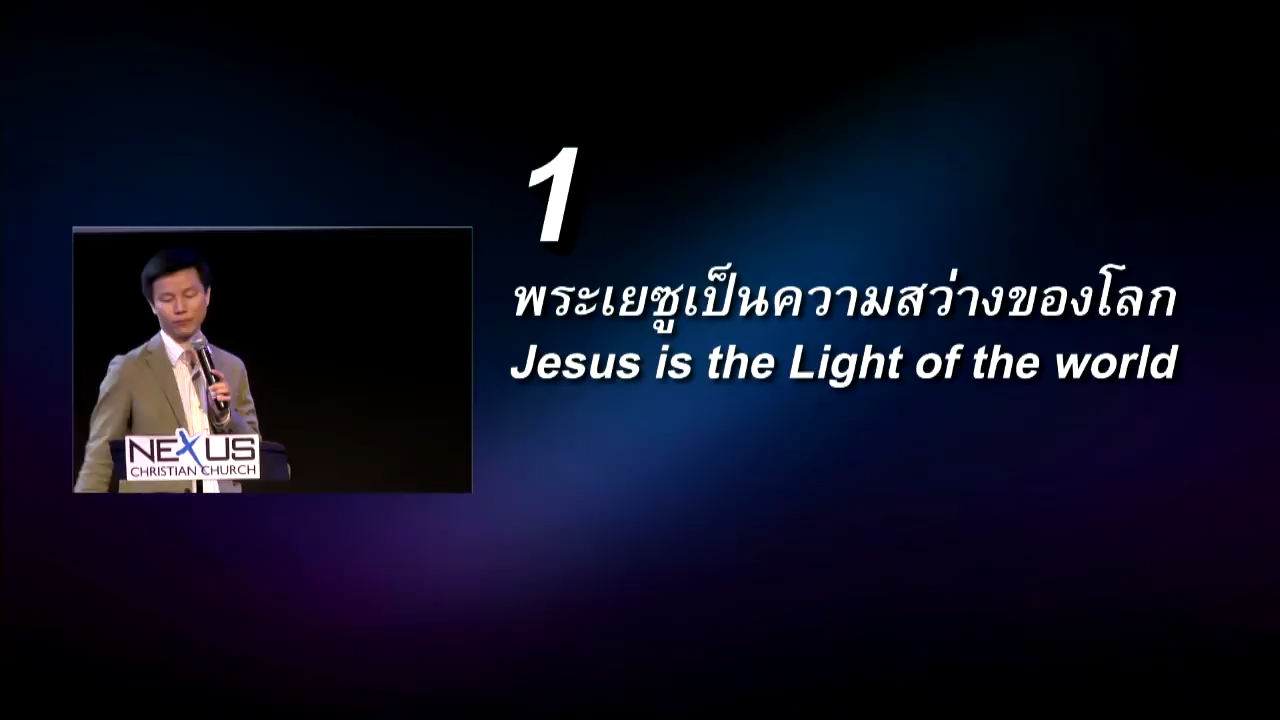 1
พระเยซูเป็นความสว่างของโลก
Jesus is the Light of the world
NEXUS
CHRISTIAN CHURCH